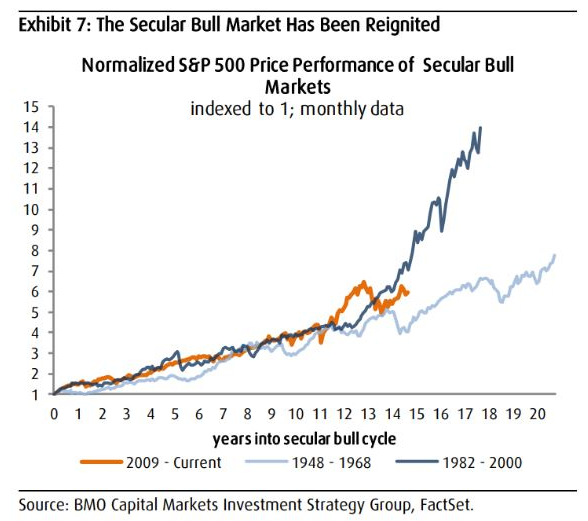 Exhibit 7: The Secular Bull Market Has Been Reignited
Normalized S&P 500 Price Performance of Secular Bull
Markets
indexed to 1; monthly data
15
14
13
12
11
10
9
8
7
6
5
4
3
2
1
0 1 2 3 4 5 6 7 8 9 10 11 12 13 14 15 16 17 18 19 20
years into secular bull cycle
2009 - Current 1948 - 1968 1982 - 2000
Source: BMO Capital Markets Investment Strategy Group, FactSet.